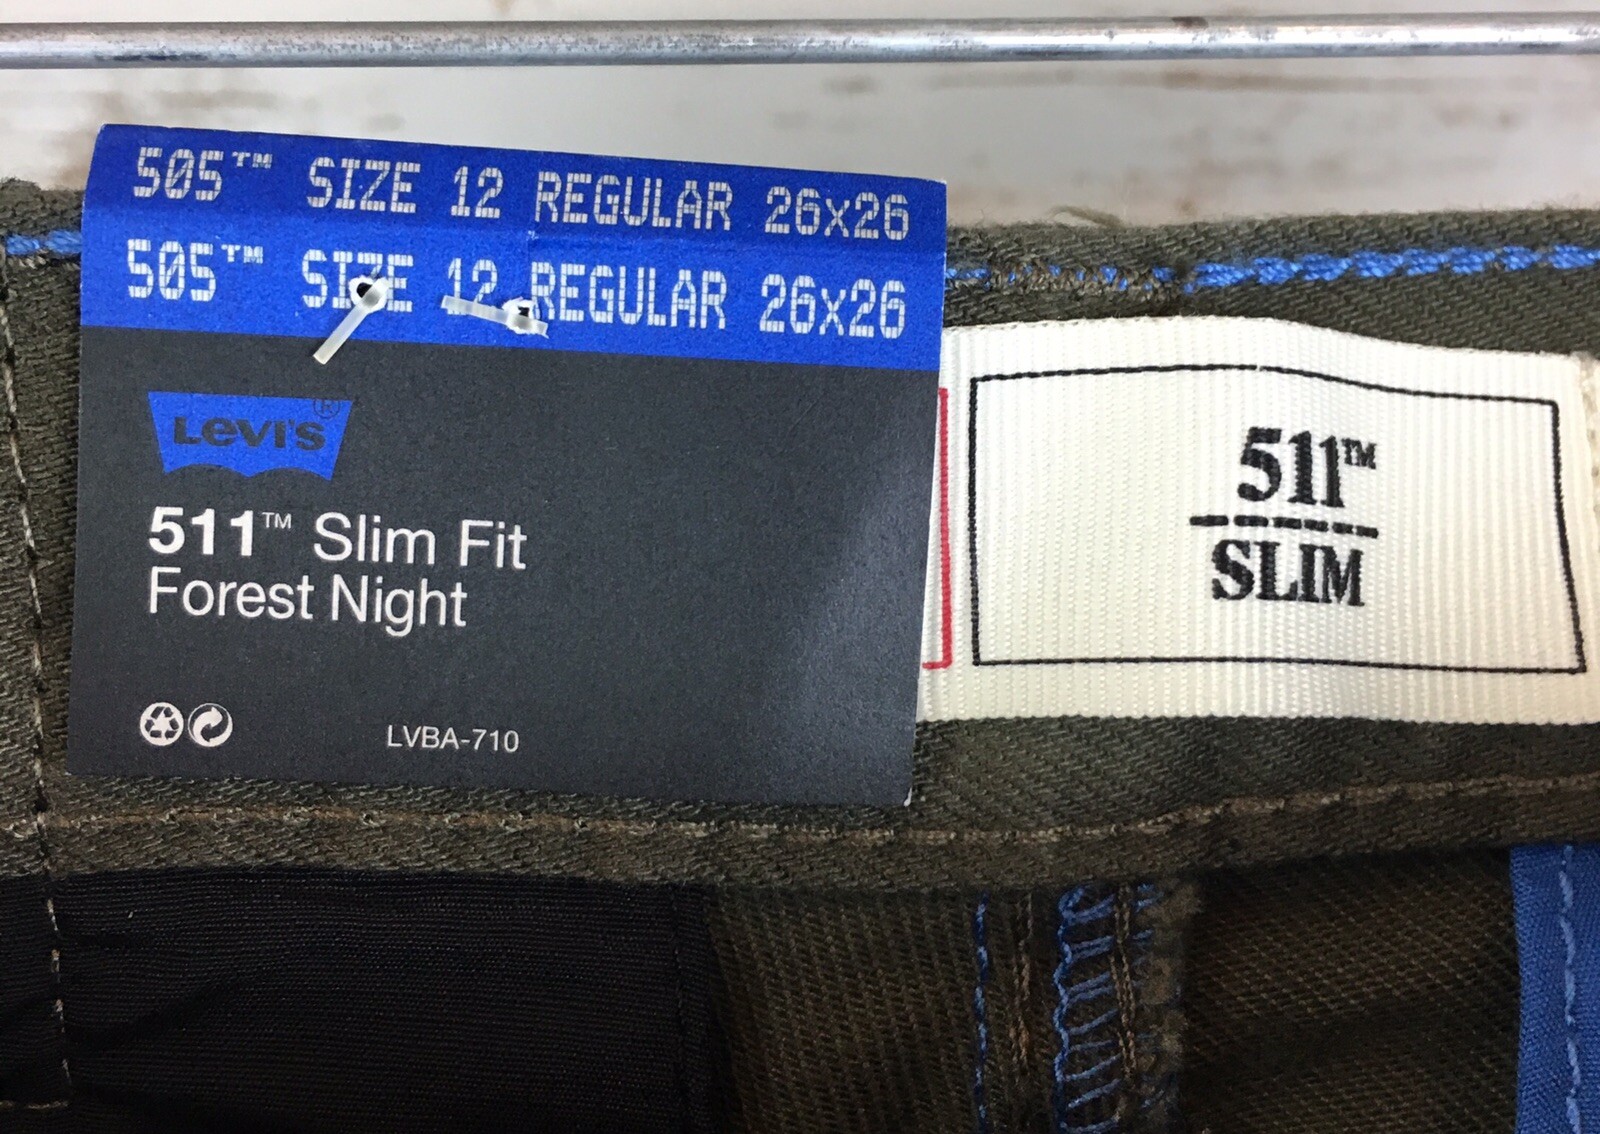 505™ SIZE 12 REGULAR 26x26
505™ SIZE 12 REGULAR 26x26
Levi's®
511™ Slim Fit
Forest Night
LVBA-710
511™
SLIM